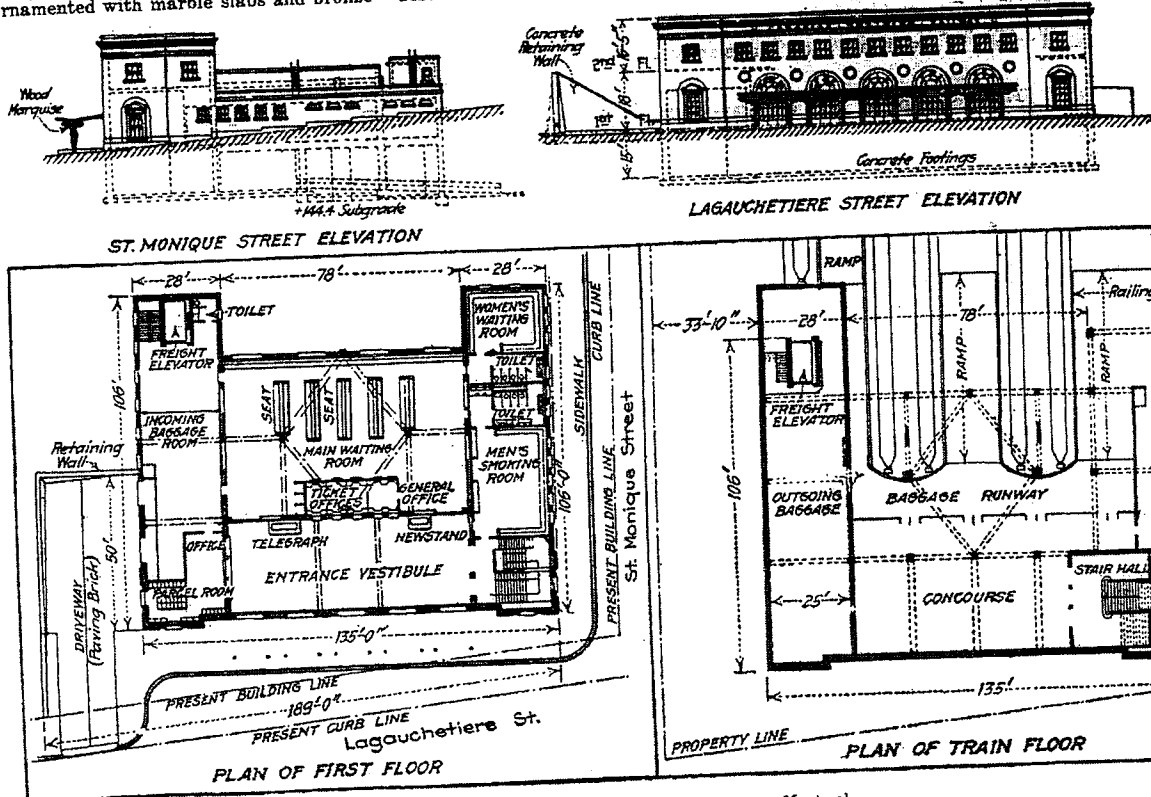 rnamented with marble slabs and bronze
Wood
Marquise
+144.4 Subgrade
ST. MONIQUE STREET ELEVATION
Concrete
Retaining
Wall
2nd Fl.
16'-5"
18'
1st Fl.
15'
Concrete Footings
LAGAUCHETIERE STREET ELEVATION
28'
78'
28'
TOILET
FREIGHT
ELEVATOR
106'
INCOMING
BAGGAGE
ROOM
Retaining
Wall
SEAT
SEAT
MAIN WAITING
ROOM
TICKET
OFFICES
GENERAL
OFFICE
WOMEN'S
WAITING
ROOM
TOILET
TOILET
MEN'S
SMOKING
ROOM
106'-0"
CURB LINE
SIDEWALK
PRESENT BUILDING LINE
St. Monique Street
50'
OFFICE
TELEGRAPH
NEWSTAND
ENTRANCE VESTIBULE
PARCEL ROOM
DRIVEWAY
(Paving Brick)
135'-0"
PRESENT BUILDING LINE
189'-0"
PRESENT CURB LINE
Lagauchetiere St.
PLAN OF FIRST FLOOR
RAMP
33'-10"
28'
78'
Railing
RAMP
RAMP
FREIGHT
ELEVATOR
106'
OUTGOING
BAGGAGE
BAGGAGE RUNWAY
STAIR HALL
25'
CONCOURSE
135'
PROPERTY LINE
PLAN OF TRAIN FLOOR